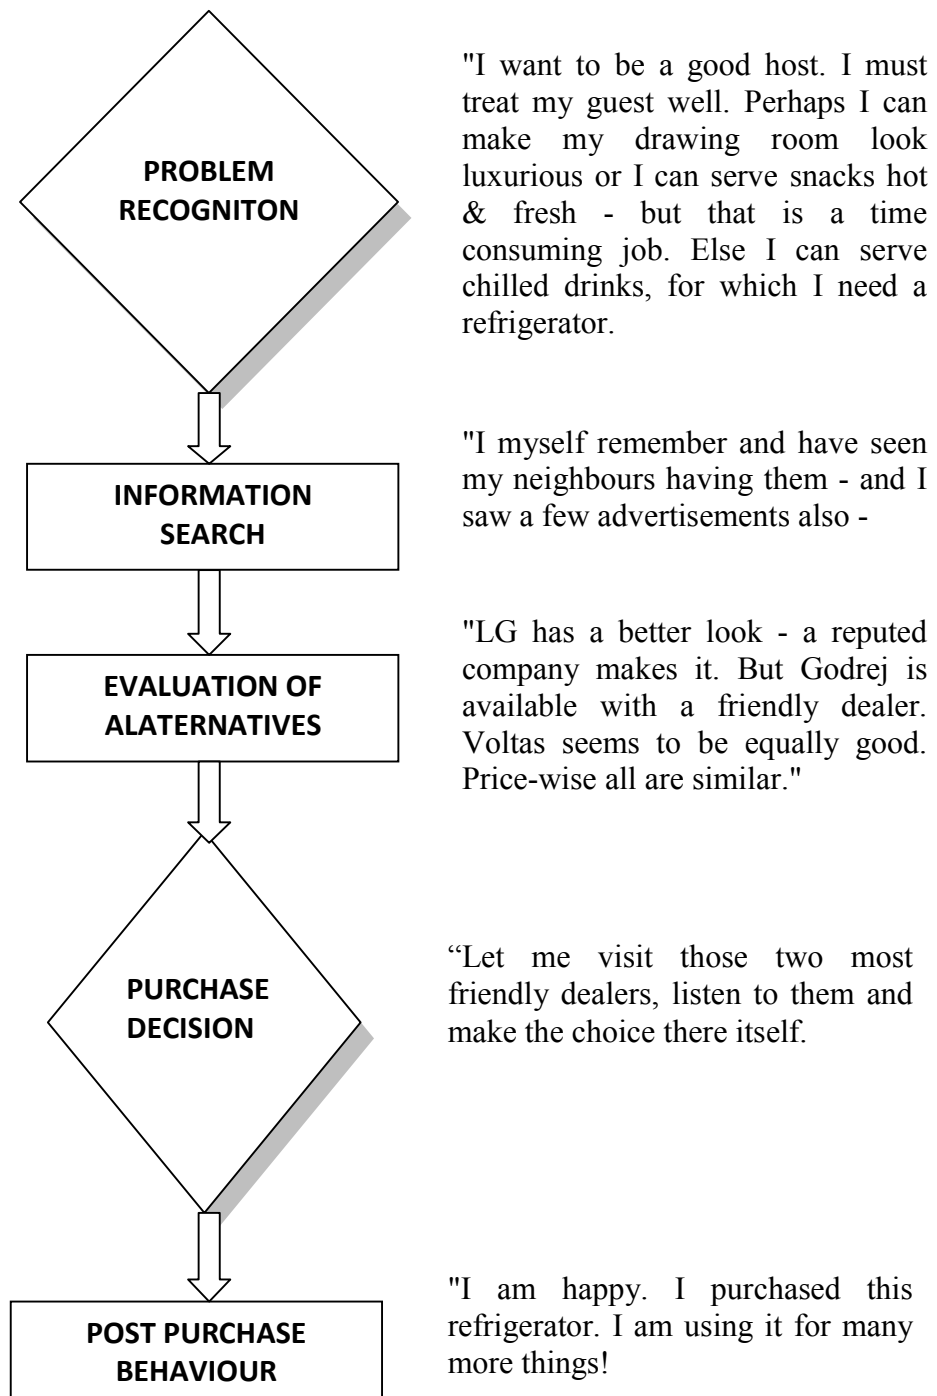 PROBLEM
RECOGNITON
"I want to be a good host. I must
treat my guest well. Perhaps I can
make my drawing room look
luxurious or I can serve snacks hot
& fresh - but that is a time
consuming job. Else I can serve
chilled drinks, for which I need a
refrigerator.
INFORMATION
SEARCH
"I myself remember and have seen
my neighbours having them - and I
saw a few advertisements also -
EVALUATION OF
ALATERNATIVES
"LG has a better look - a reputed
company makes it. But Godrej is
available with a friendly dealer.
Voltas seems to be equally good.
Price-wise all are similar."
PURCHASE
DECISION
“Let me visit those two most
friendly dealers, listen to them and
make the choice there itself.
POST PURCHASE
BEHAVIOUR
"I am happy. I purchased this
refrigerator. I am using it for many
more things!